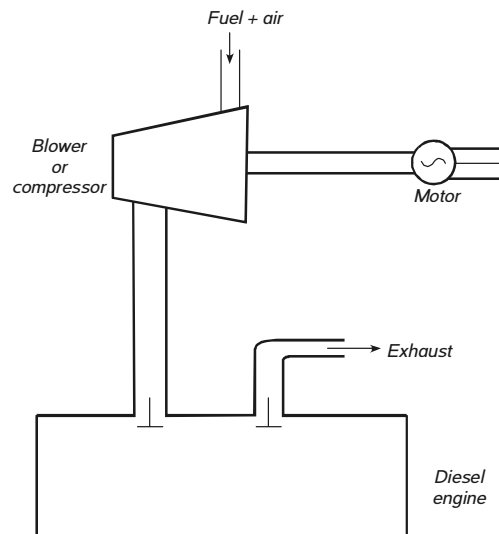 Fuel + air
Blower
or
compressor
Motor
Exhaust
Diesel
engine